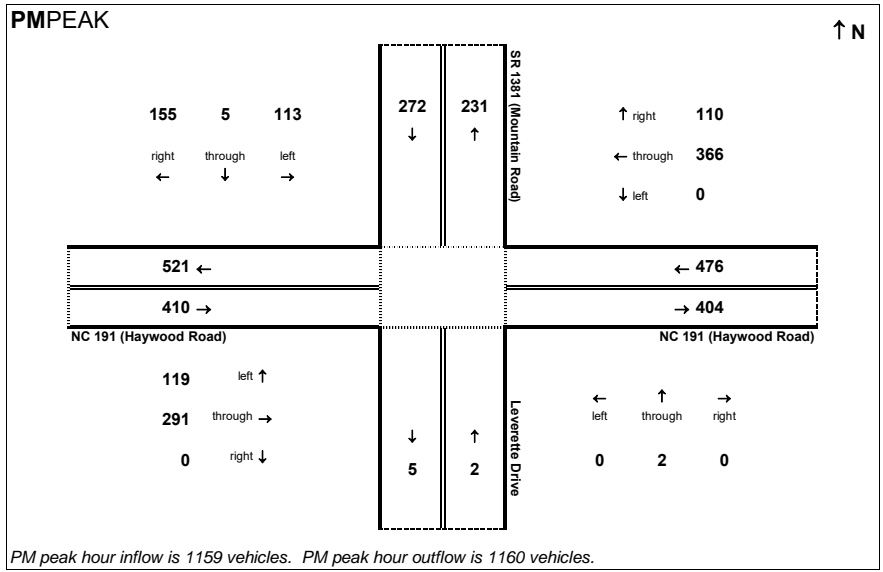 PMPEAK
↑ N
155 5 113
right through left
← ↓ →
272 231
↓ ↑
SR 1381 (Mountain Road)
↑ right 110
← through 366
↓ left 0
521 ←
410 →
← 476
→ 404
NC 191 (Haywood Road)
NC 191 (Haywood Road)
119 left ↑
291 through →
0 right ↓
↓ ↑
5 2
Leverette Drive
← ↑ →
left through right
0 2 0
PM peak hour inflow is 1159 vehicles. PM peak hour outflow is 1160 vehicles.